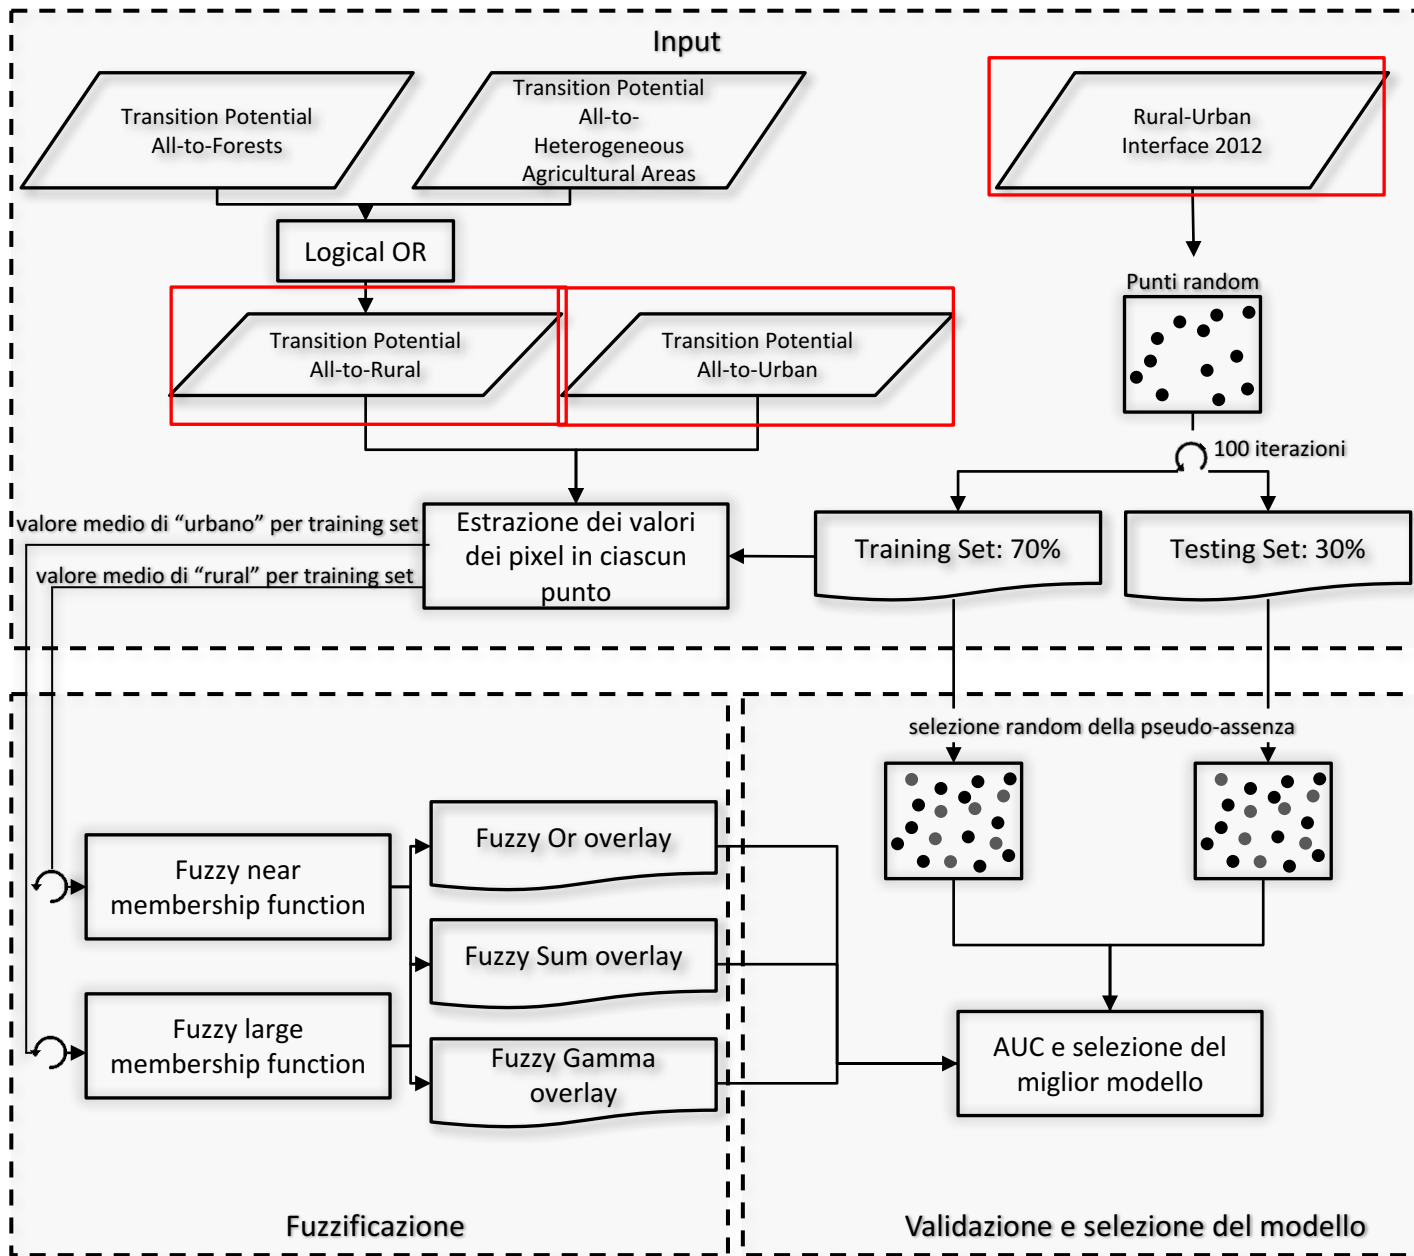 Input
Transition Potential
All-to-Forests
Transition Potential
All-to-
Heterogeneous
Agricultural Areas
Rural-Urban
Interface 2012
Logical OR
Punti random
Transition Potential
All-to-Rural
Transition Potential
All-to-Urban
100 iterazioni
valore medio di “urbano” per training set
valore medio di “rural” per training set
Estrazione dei valori
dei pixel in ciascun
punto
Training Set: 70%
Testing Set: 30%
selezione random della pseudo-assenza
Fuzzy near
membership function
Fuzzy large
membership function
Fuzzy Or overlay
Fuzzy Sum overlay
Fuzzy Gamma
overlay
AUC e selezione del
miglior modello
Fuzzificazione
Validazione e selezione del modello